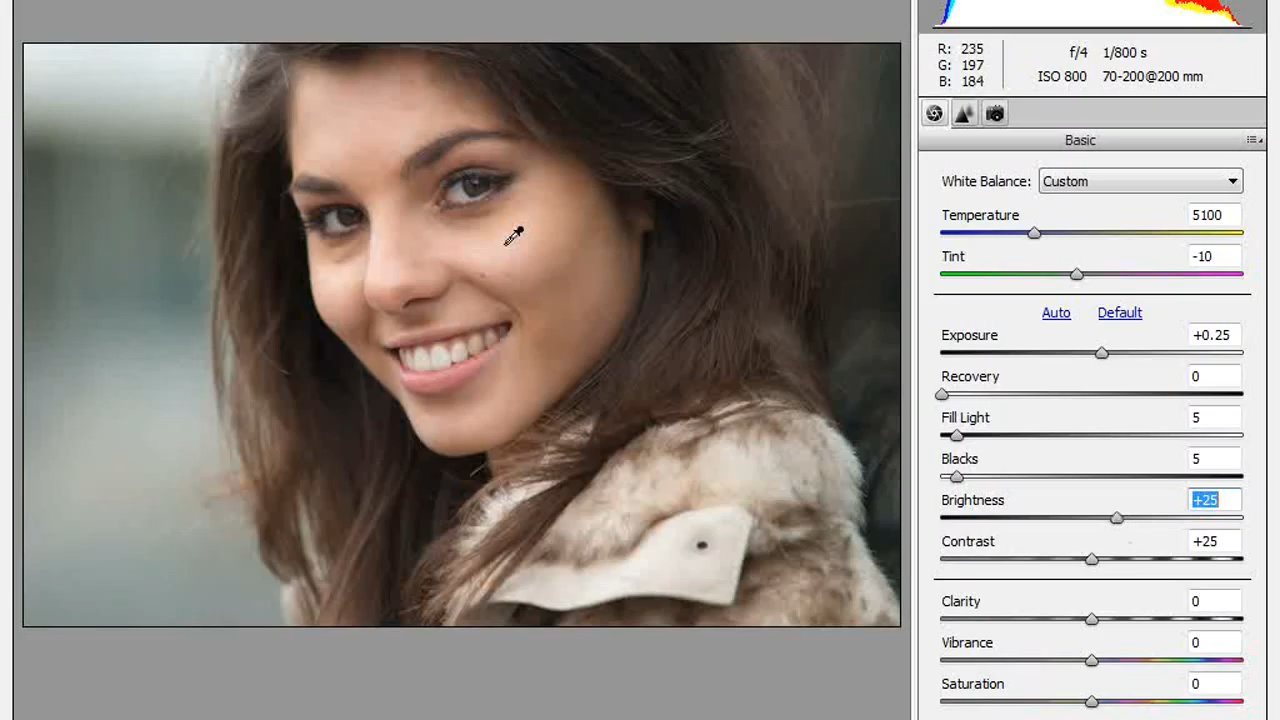 R: 235
G: 197
B: 184
f/4 1/800 s
ISO 800 70-200@200 mm
Basic
White Balance: Custom
Temperature 5100
Tint -10
Auto Default
Exposure +0.25
Recovery 0
Fill Light 5
Blacks 5
Brightness +25
Contrast +25
Clarity 0
Vibrance 0
Saturation 0